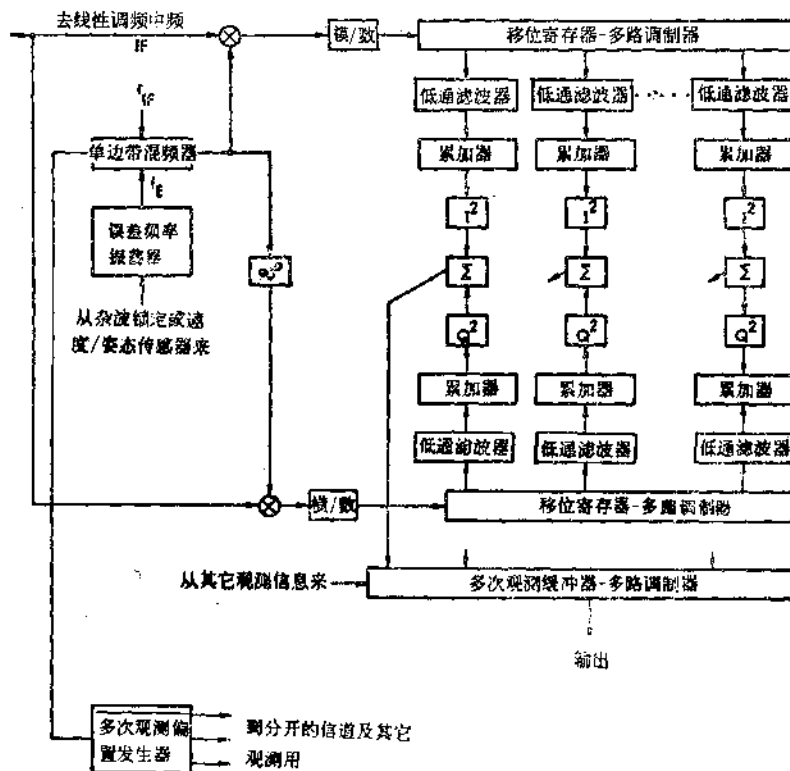 去线性调频中频
IF
模/数
移位寄存器-多路调制器
f_IF
低通滤波器 低通滤波器 低通滤波器
单边带混频器
累加器 累加器 累加器
f_E
误差频率
振荡器
I² I² I²
90°
Σ Σ Σ
从杂波锁定或速
度/姿态传感器来
Q² Q² Q²
累加器 累加器 累加器
低通滤波器 低通滤波器 低通滤波器
模/数
移位寄存器-多路调制器
从其它观测信息来
多次观测缓冲器-多路调制器
输出
多次观测偏
置发生器
到分开的信道及其它
观测用